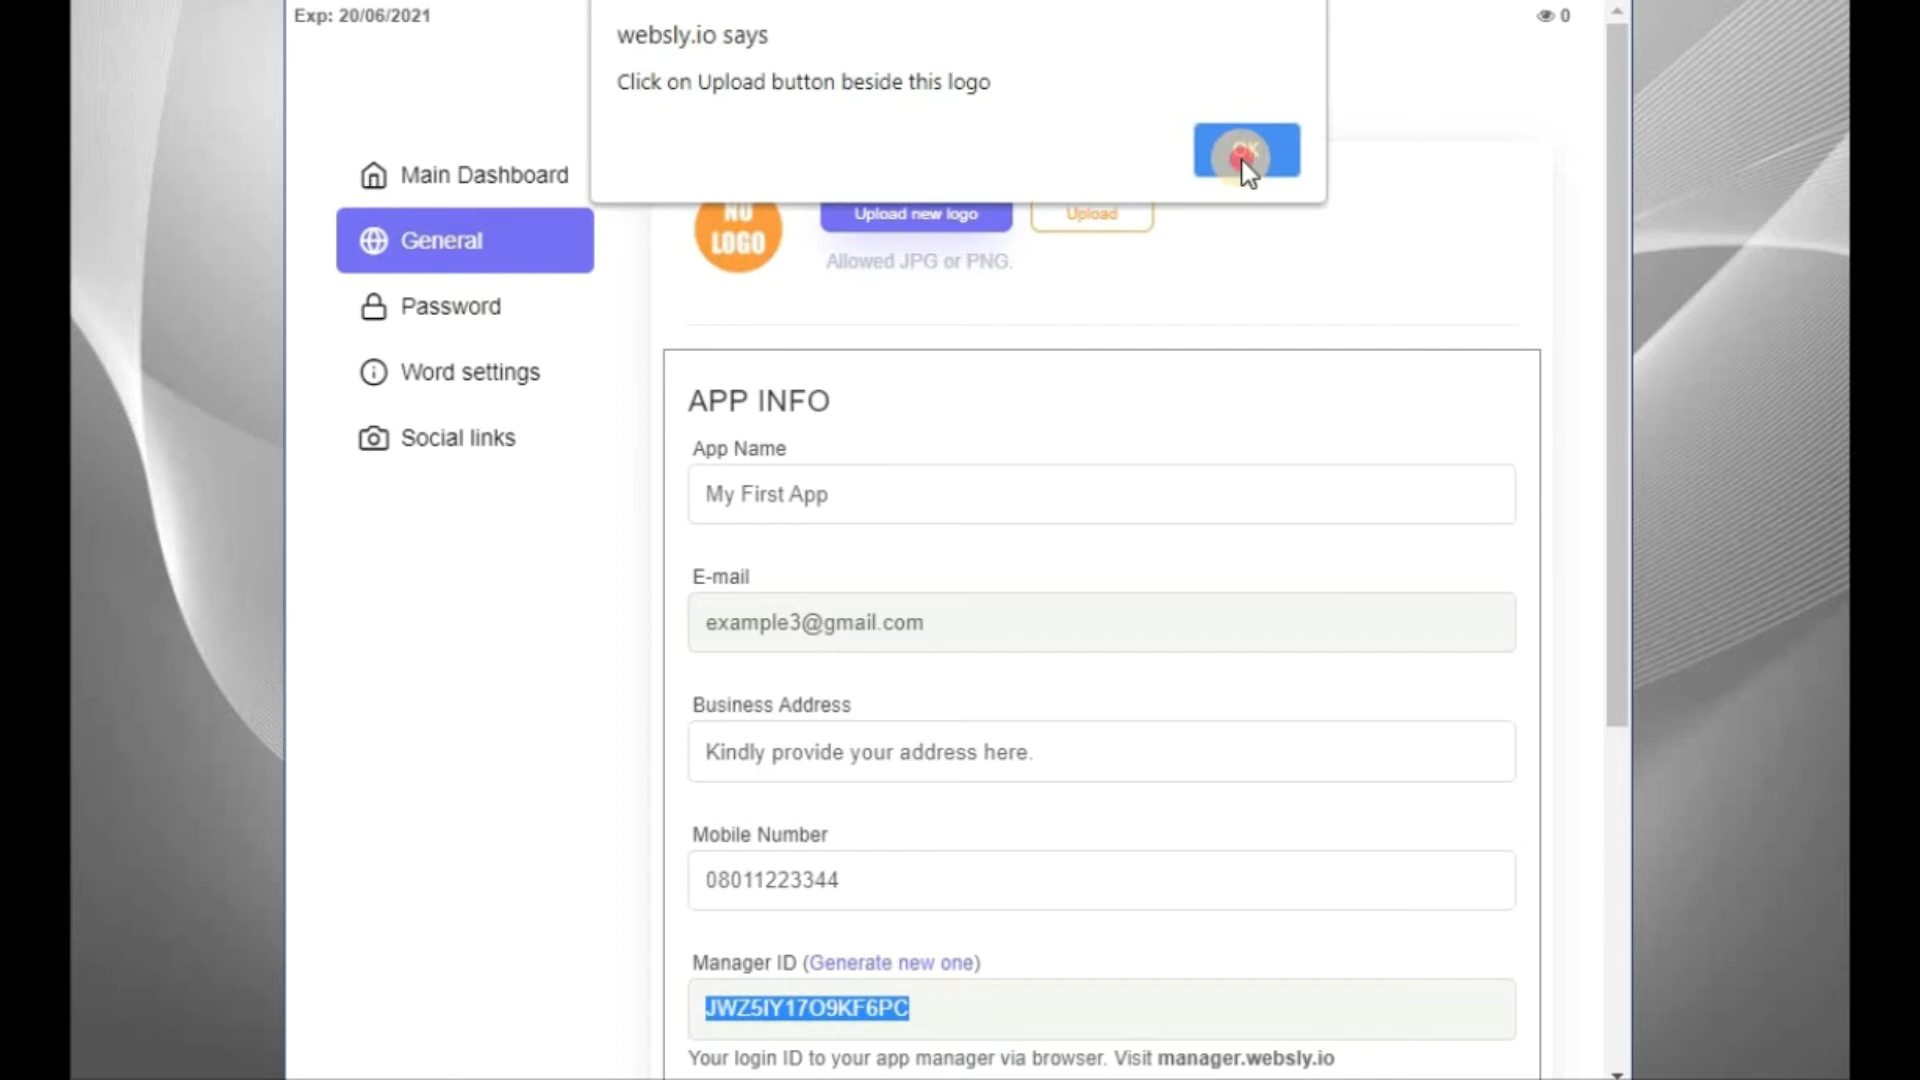 Exp: 20/06/2021
0
websly.io says
Click on Upload button beside this logo
OK
Main Dashboard
General
Password
Word settings
Social links
NO
LOGO
Upload new logo
Upload
Allowed JPG or PNG.
APP INFO
App Name
My First App
E-mail
example3@gmail.com
Business Address
Kindly provide your address here.
Mobile Number
08011223344
Manager ID (Generate new one)
JWZ5IY17O9KF6PC
Your login ID to your app manager via browser. Visit manager.websly.io